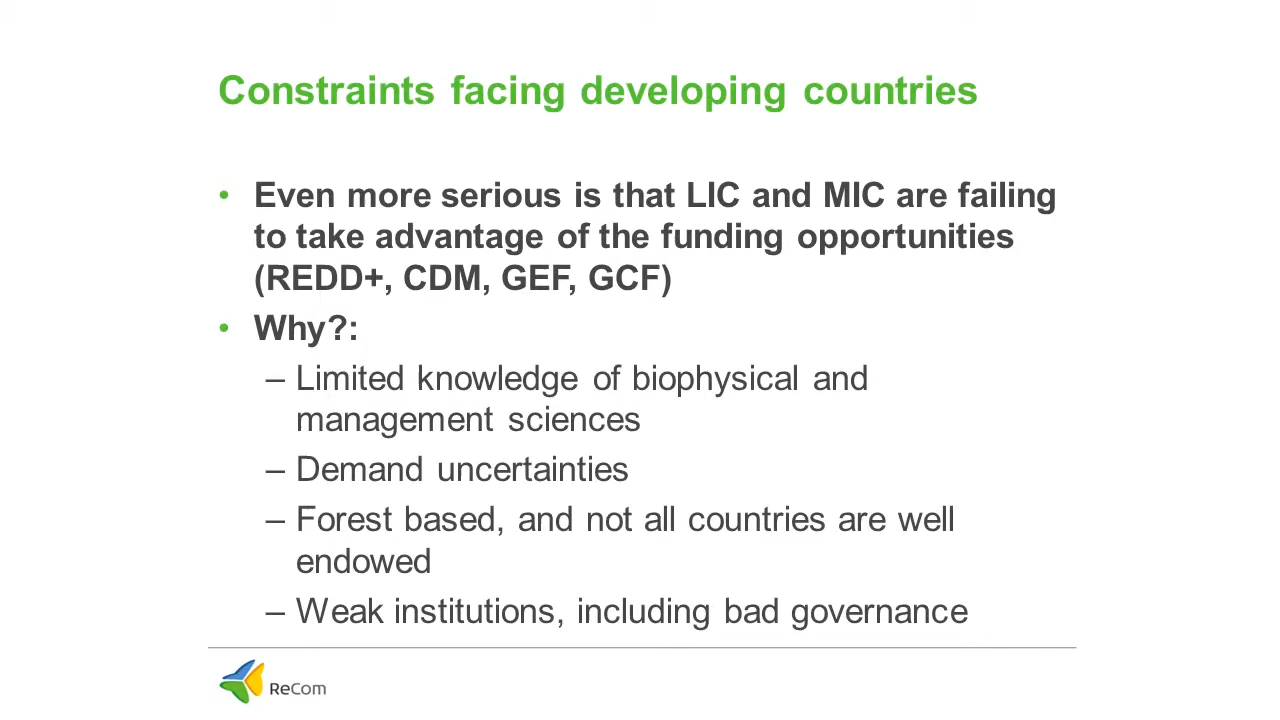 Constraints facing developing countries
• Even more serious is that LIC and MIC are failing
to take advantage of the funding opportunities
(REDD+, CDM, GEF, GCF)
• Why?:
– Limited knowledge of biophysical and
management sciences
– Demand uncertainties
– Forest based, and not all countries are well
endowed
– Weak institutions, including bad governance
ReCom